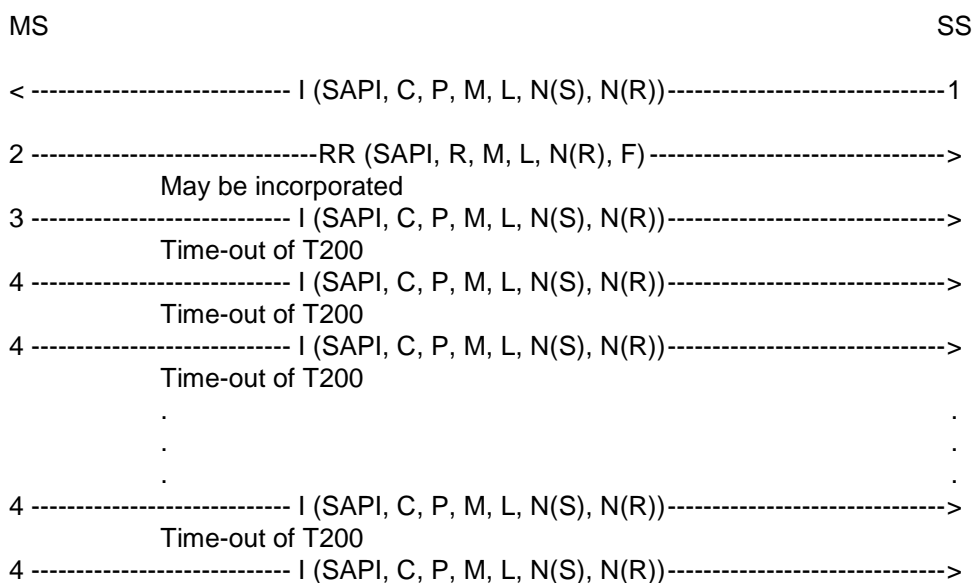 MS SS
< ----------------------------- I (SAPI, C, P, M, L, N(S), N(R))-------------------------------1
2 --------------------------------RR (SAPI, R, M, L, N(R), F) --------------------------------->
May be incorporated
3 ----------------------------- I (SAPI, C, P, M, L, N(S), N(R))------------------------------->
Time-out of T200
4 ----------------------------- I (SAPI, C, P, M, L, N(S), N(R))------------------------------->
Time-out of T200
4 ----------------------------- I (SAPI, C, P, M, L, N(S), N(R))------------------------------->
Time-out of T200
. .
. .
. .
4 ----------------------------- I (SAPI, C, P, M, L, N(S), N(R))------------------------------->
Time-out of T200
4 ----------------------------- I (SAPI, C, P, M, L, N(S), N(R))------------------------------->